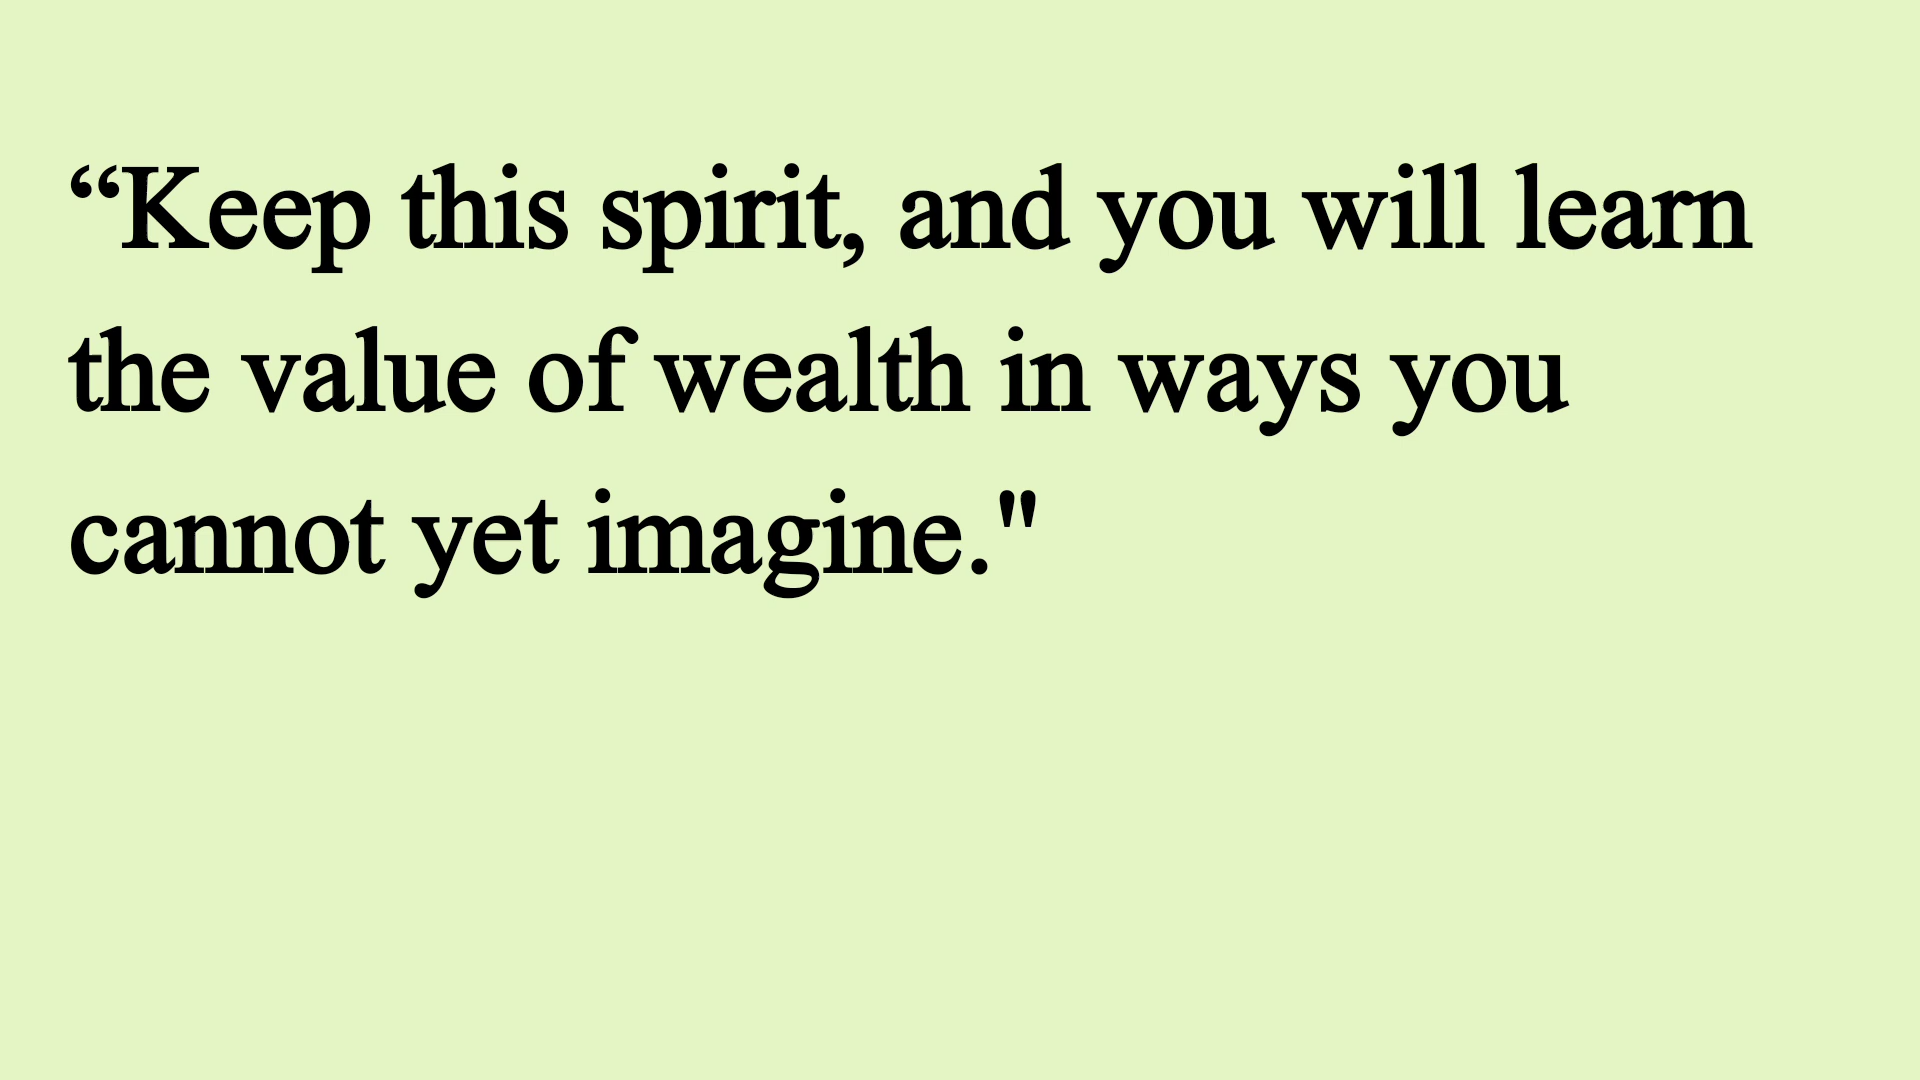 “Keep this spirit, and you will learn
the value of wealth in ways you
cannot yet imagine."